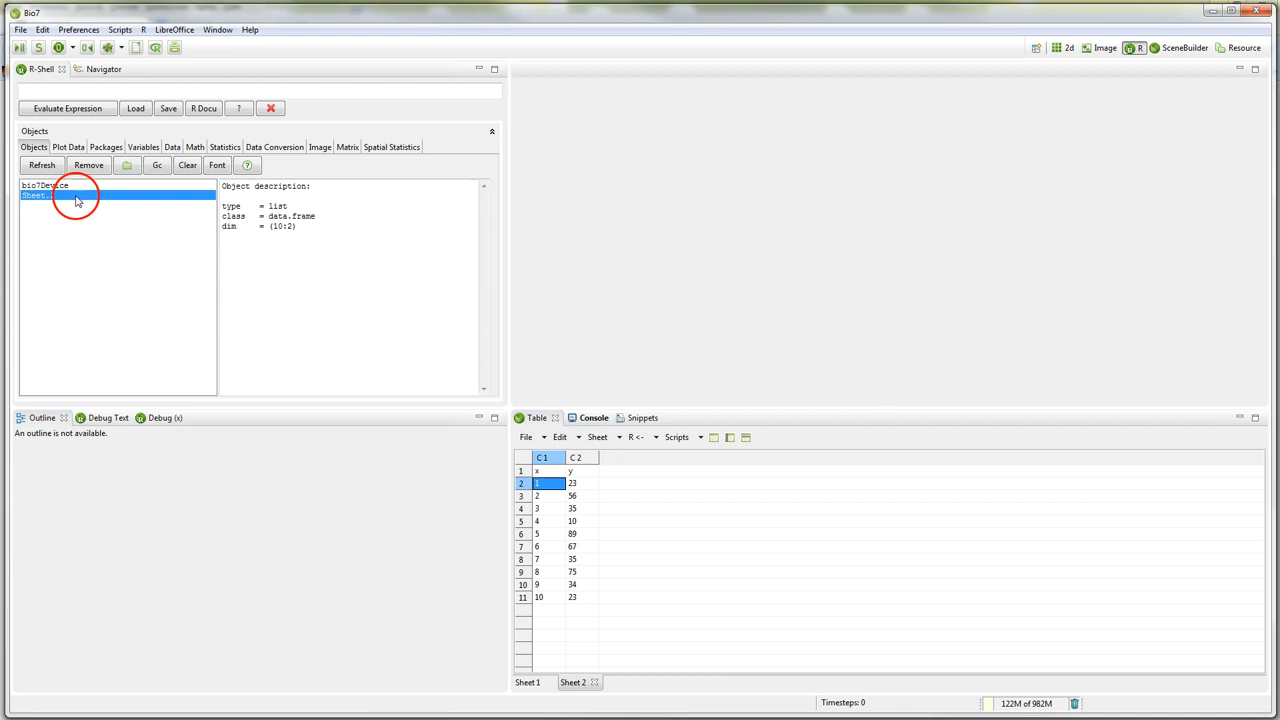 Bio7
File Edit Preferences Scripts R LibreOffice Window Help
S
2d Image R SceneBuilder Resource
R-Shell Navigator
Evaluate Expression Load Save R Docu ?
Objects
Objects Plot Data Packages Variables Data Math Statistics Data Conversion Image Matrix Spatial Statistics
Refresh Remove Gc Clear Font ?
bio7Device
Object description:
type = list
class = data.frame
dim = (10:2)
Outline Debug Text Debug (x)
An outline is not available.
Table Console Snippets
File Edit Sheet R <- Scripts
C 1 C 2
1 x y
2 1 23
3 2 56
4 3 35
5 4 10
6 5 89
7 6 67
8 7 35
9 8 75
10 9 34
11 10 23
Sheet 1 Sheet 2
Timesteps: 0 122M of 982M